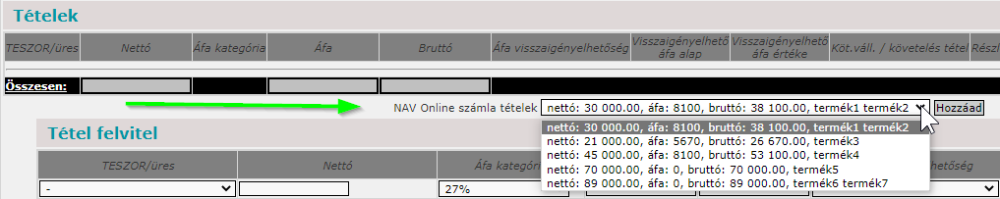 Tételek
TESZOR/üres Nettó Áfa kategória Áfa Bruttó Áfa visszaigényelhetőség Visszaigényelhető áfa alap Visszaigényelhető áfa értéke Köt.váll. / követelés tétel Részl
Összesen:
NAV Online számla tételek nettó: 30 000.00, áfa: 8100, bruttó: 38 100.00, termék1 termék2 Hozzáad
nettó: 30 000.00, áfa: 8100, bruttó: 38 100.00, termék1 termék2
nettó: 21 000.00, áfa: 5670, bruttó: 26 670.00, termék3
nettó: 45 000.00, áfa: 8100, bruttó: 53 100.00, termék4
nettó: 70 000.00, áfa: 0, bruttó: 70 000.00, termék5
nettó: 89 000.00, áfa: 0, bruttó: 89 000.00, termék6 termék7
Tétel felvitel
TESZOR/üres Nettó Áfa kategóri hetőség
- 27%